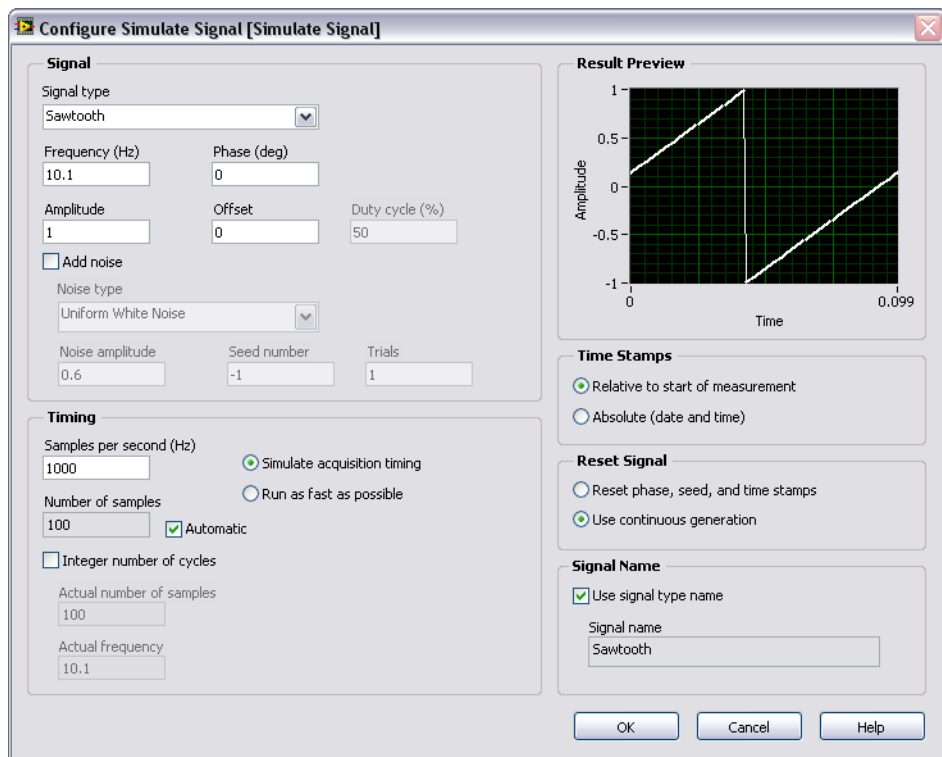 Configure Simulate Signal [Simulate Signal]
Signal
Signal type
Sawtooth
Frequency (Hz) Phase (deg)
10.1 0
Amplitude Offset Duty cycle (%)
1 0 50
Add noise
Noise type
Uniform White Noise
Noise amplitude Seed number Trials
0.6 -1 1
Timing
Samples per second (Hz)
1000
Simulate acquisition timing
Run as fast as possible
Number of samples
100 Automatic
Integer number of cycles
Actual number of samples
100
Actual frequency
10.1
Result Preview
1
0.5
0
-0.5
-1
Amplitude
0 0.099
Time
Time Stamps
Relative to start of measurement
Absolute (date and time)
Reset Signal
Reset phase, seed, and time stamps
Use continuous generation
Signal Name
Use signal type name
Signal name
Sawtooth
OK Cancel Help